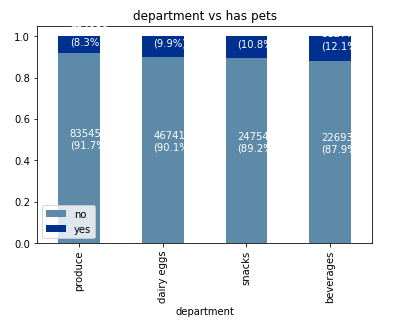 department vs has pets
1.0
0.8
0.6
0.4
0.2
0.0
(8.3%
(9.9%)
(10.8%
(12.1%
83545
(91.7%
46741
(90.1%
24754
(89.2%
22693
(87.9%
no
yes
produce
dairy eggs
snacks
beverages
department